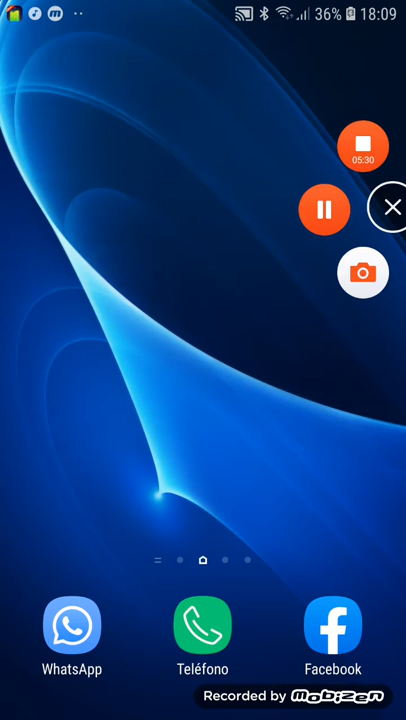 36% 18:09
05:30
WhatsApp
Teléfono
Facebook
Recorded by mobizen